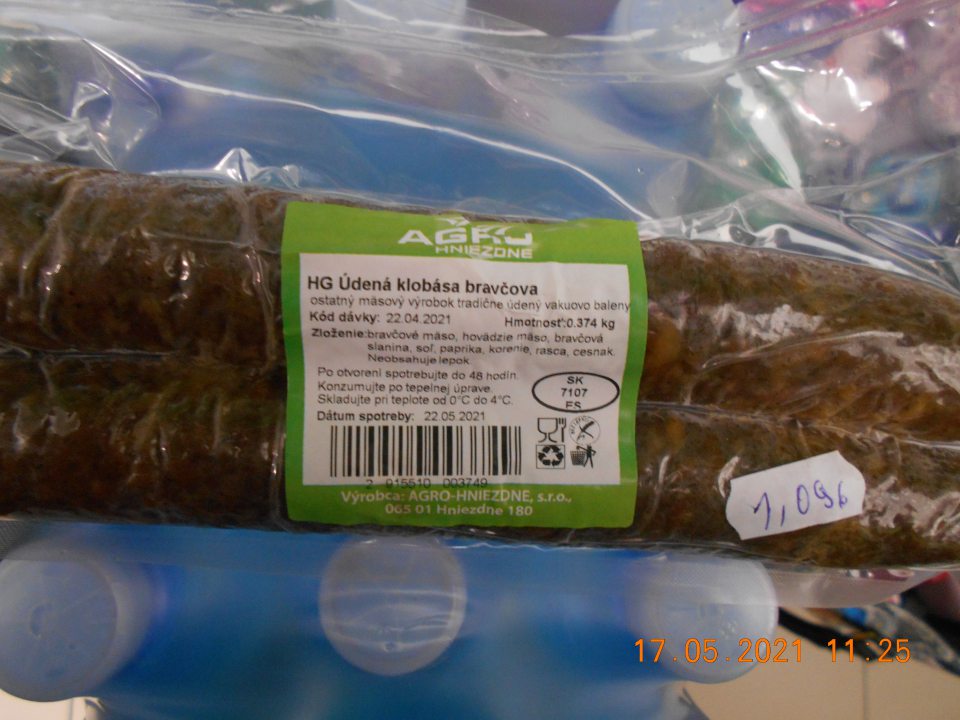 AGRO
HNIEZDNE
HG Údená klobása bravčova
ostatný mäsový výrobok tradične údený vakuovo baleny
Kód dávky: 22.04.2021 Hmotnosť:0.374 kg
Zloženie:bravčové mäso, hovädzie mäso, bravčová
slanina, soľ, paprika, korenie, rasca, cesnak.
Neobsahuje lepok.
Po otvorení spotrebujte do 48 hodín.
Konzumujte po tepelnej úprave.
Skladujte pri teplote od 0°C do 4°C.
SK
7107
ES
Dátum spotreby: 22.05.2021
2 015510 003749
Výrobca: AGRO-HNIEZDNE, s.r.o.,
065 01 Hniezdne 180
1,09€
17.05.2021 11:25